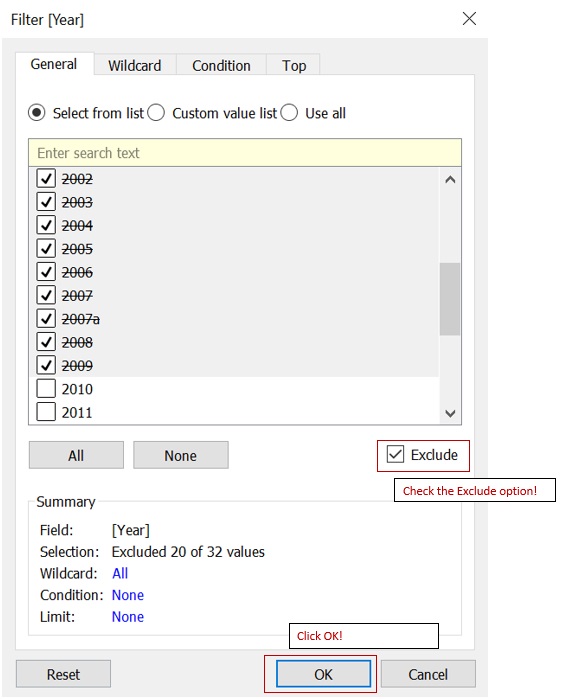 Filter [Year]
General Wildcard Condition Top
Select from list Custom value list Use all
Enter search text
2002
2003
2004
2005
2006
2007
2007a
2008
2009
2010
2011
All None Exclude
Check the Exclude option!
Summary
Field: [Year]
Selection: Excluded 20 of 32 values
Wildcard: All
Condition: None
Limit: None
Click OK!
Reset OK Cancel